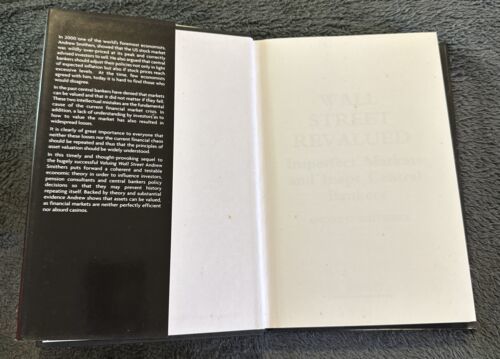 In 2000 one of the world's foremost economists,
Andrew Smithers, showed that the US stock market
was wildly over-priced at its peak and correctly
advised investors to sell. He also argued that central
bankers should adjust their policies not only in light
of expected inflation but also if stock prices reach
excessive levels. At the time, few economists
agreed with him, today it is hard to find those who
would disagree.
In the past central bankers have denied that markets
can be valued and that it did not matter if they fell.
These two intellectual mistakes are the fundamental
cause of the current financial market crisis. In
addition, a lack of understanding by investors as to
how to value the market has also resulted in
widespread losses.
It is clearly of great importance to everyone that
neither these losses nor the current financial chaos
should be repeated and thus that the principles of
asset valuation should be widely understood.
In this timely and thought-provoking sequel to
the hugely successful Valuing Wall Street Andrew
Smithers puts forward a coherent and testable
economic theory in order to influence investors,
pension consultants and central bankers policy
decisions so that they may prevent history
repeating itself. Backed by theory and substantial
evidence Andrew shows that assets can be valued,
as financial markets are neither perfectly efficient
nor absurd casinos.
WALL
STREET
REVALUED